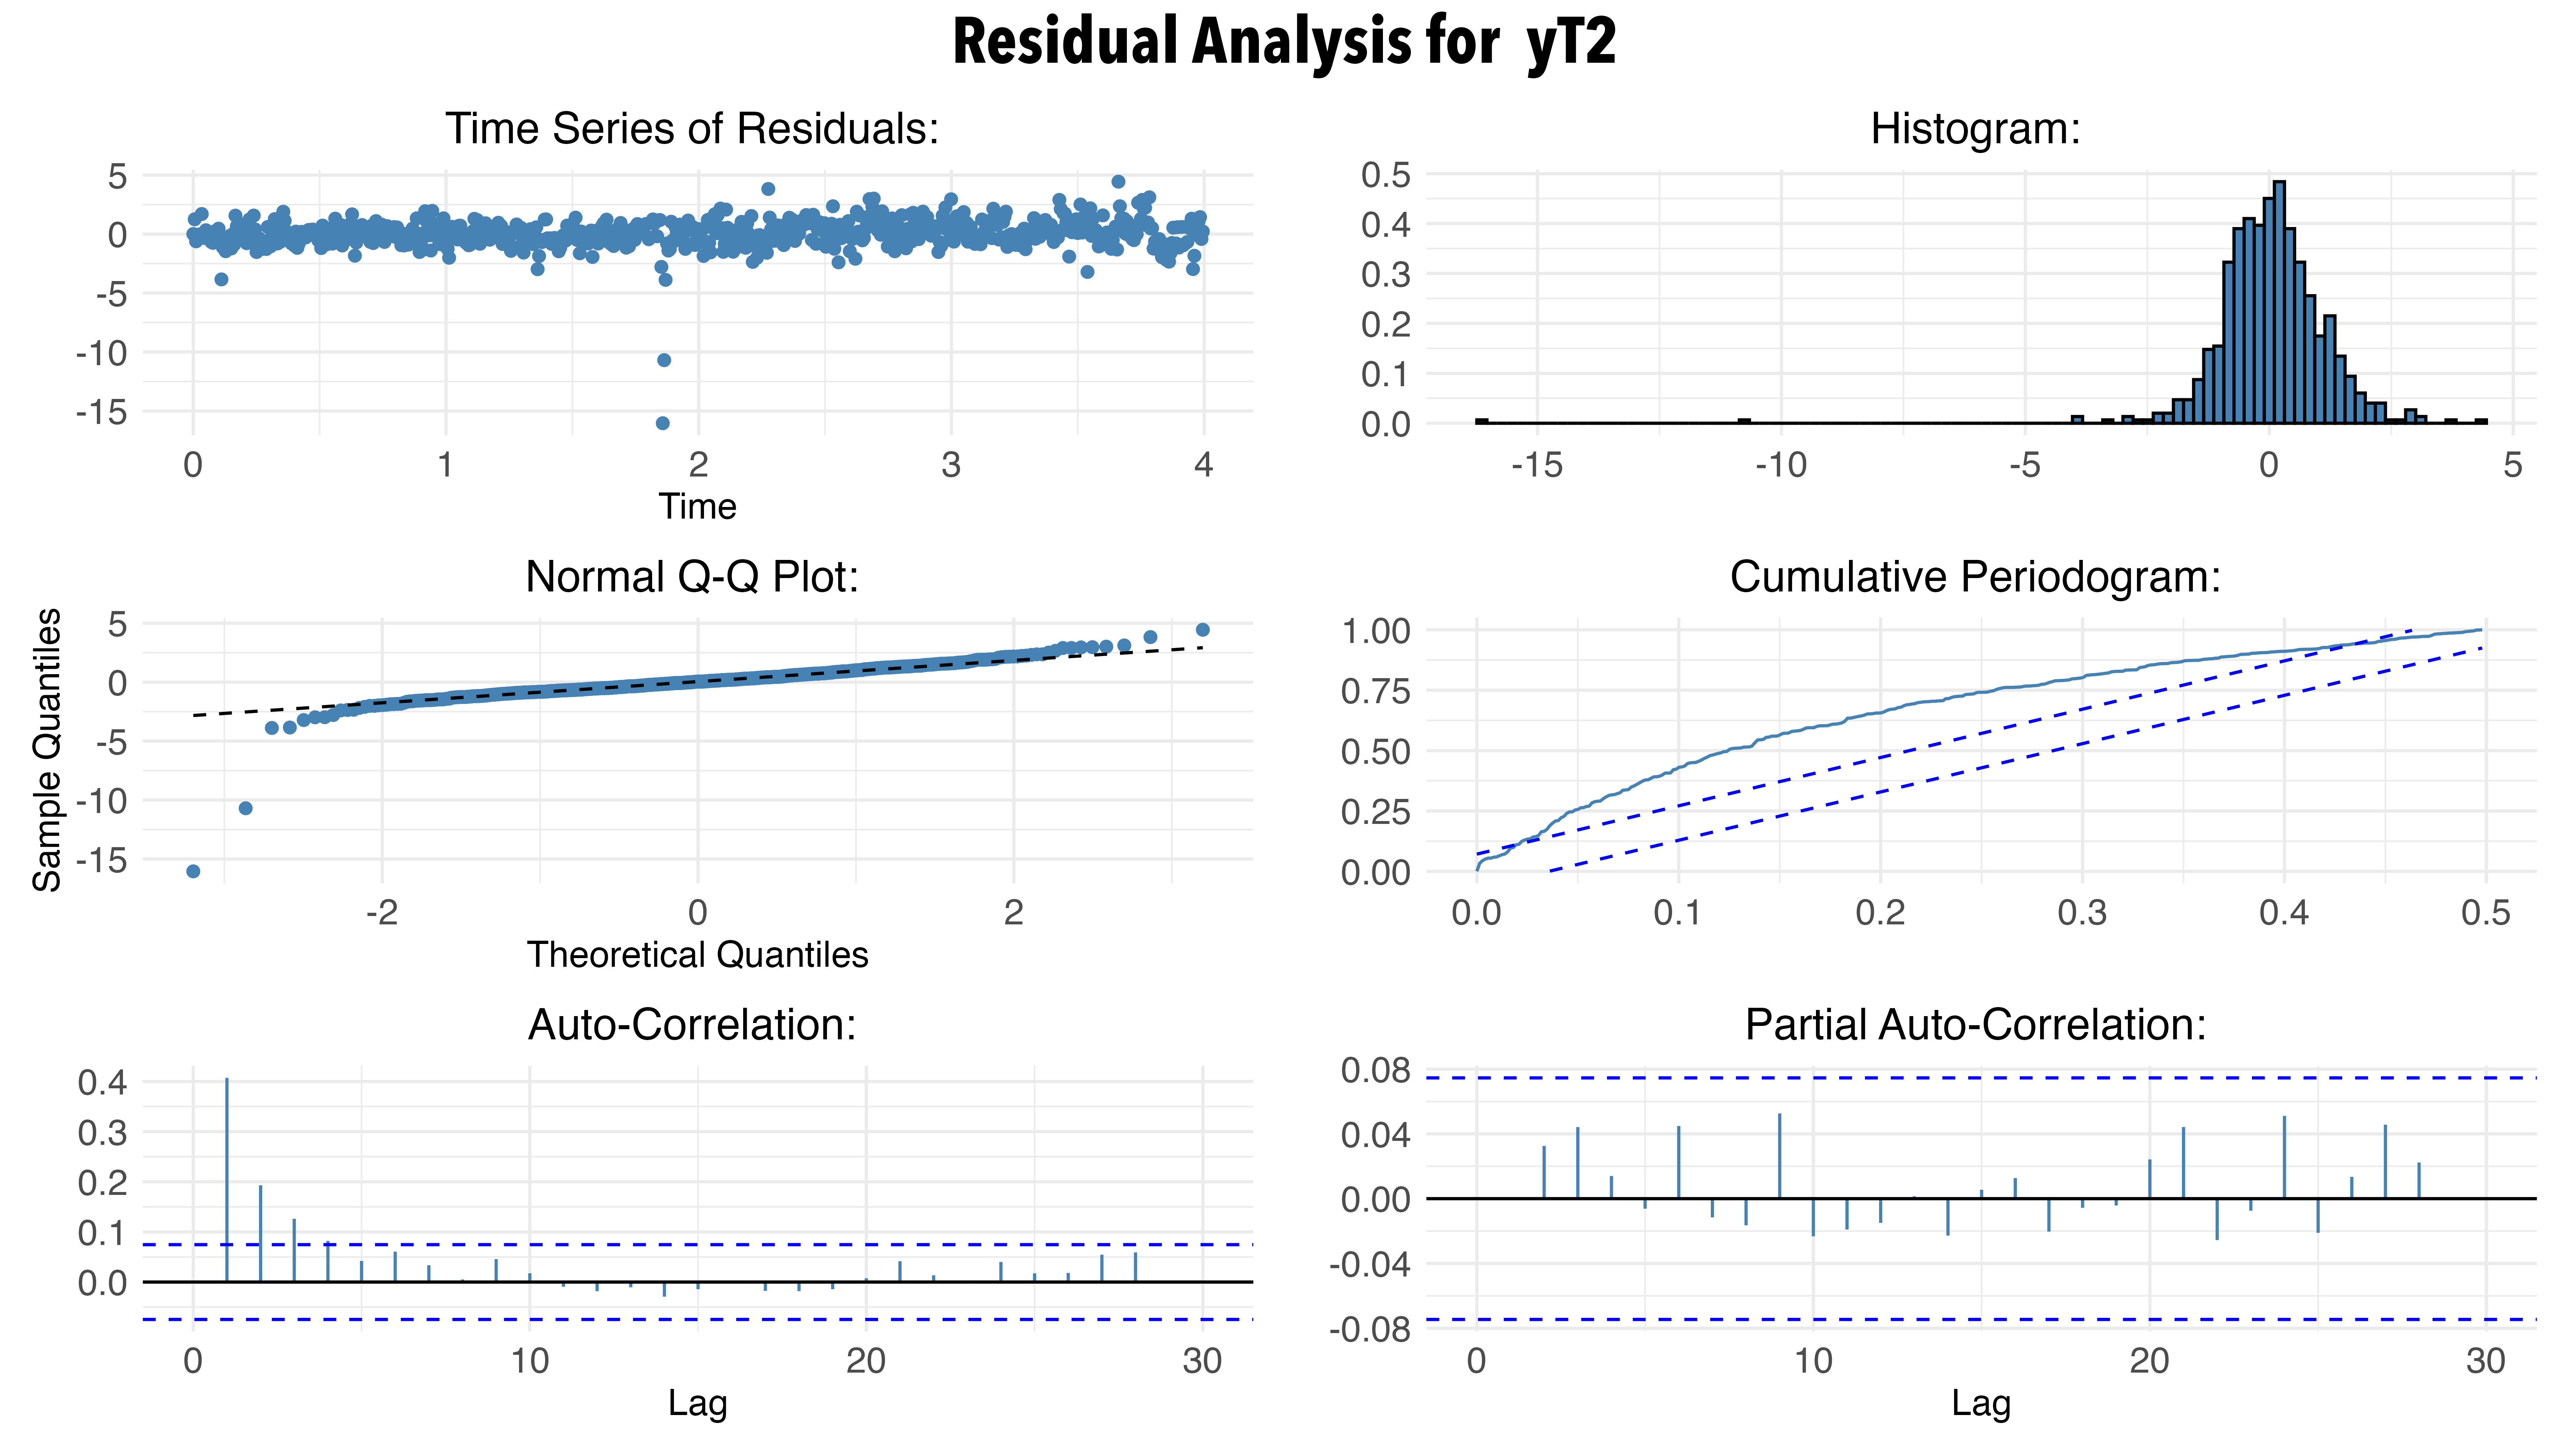 Residual Analysis for  yT2
Time Series of Residuals:
5
0
-5
-10
-15
0 1 2 3 4
Time
Histogram:
0.5
0.4
0.3
0.2
0.1
0.0
-15 -10 -5 0 5
Normal Q-Q Plot:
Sample Quantiles
5
0
-5
-10
-15
-2 0 2
Theoretical Quantiles
Cumulative Periodogram:
1.00
0.75
0.50
0.25
0.00
0.0 0.1 0.2 0.3 0.4 0.5
Auto-Correlation:
0.4
0.3
0.2
0.1
0.0
0 10 20 30
Lag
Partial Auto-Correlation:
0.08
0.04
0.00
-0.04
-0.08
0 10 20 30
Lag